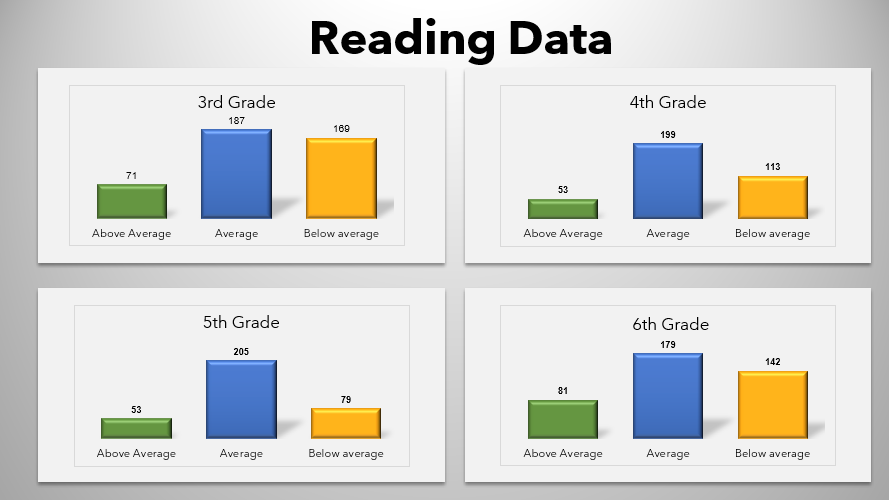 Reading Data
3rd Grade
187
169
71
Above Average
Average
Below average
4th Grade
199
113
53
Above Average
Average
Below average
5th Grade
205
79
53
Above Average
Average
Below average
6th Grade
179
142
81
Above Average
Average
Below average